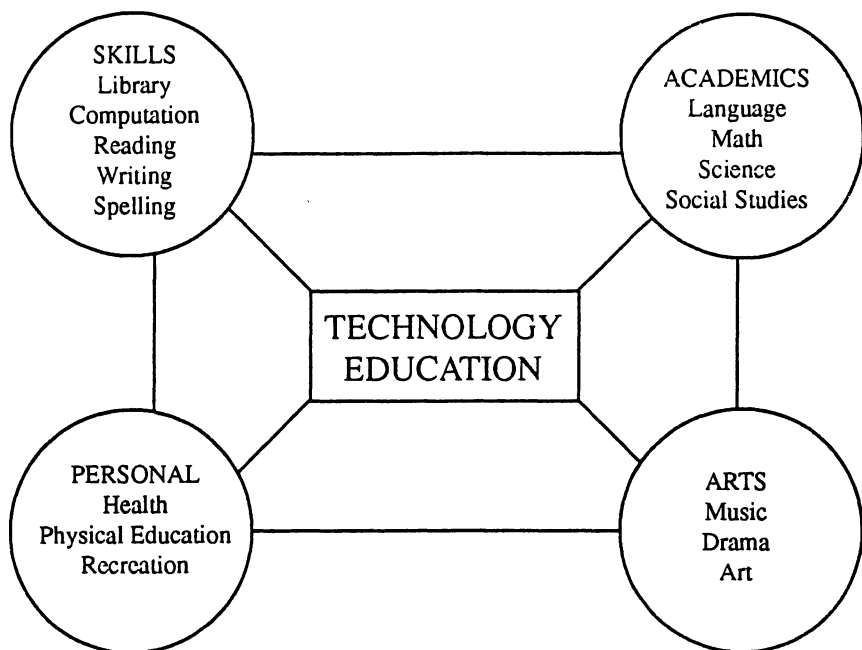 SKILLS
Library
Computation
Reading
Writing
Spelling
ACADEMICS
Language
Math
Science
Social Studies
TECHNOLOGY
EDUCATION
PERSONAL
Health
Physical Education
Recreation
ARTS
Music
Drama
Art